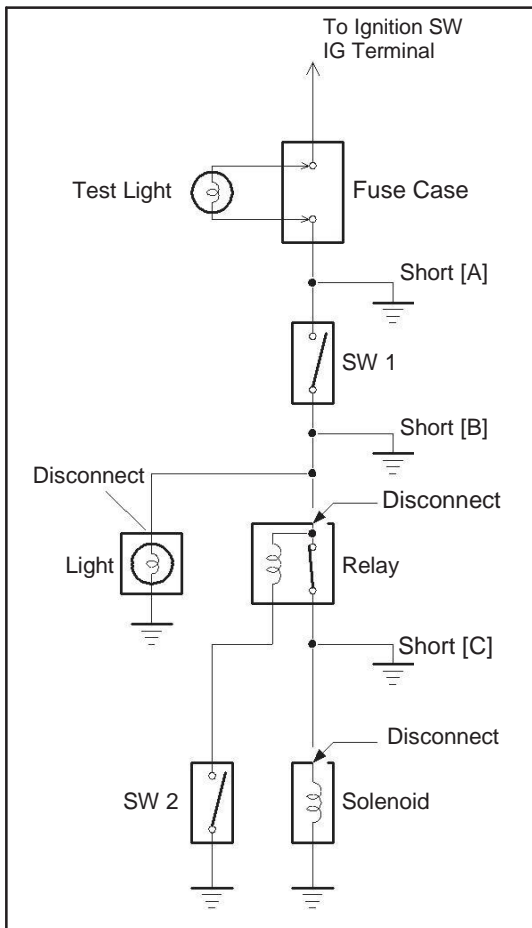 To Ignition SW
IG Terminal
Test Light
Fuse Case
Short [A]
SW 1
Short [B]
Disconnect
Disconnect
Light
Relay
Short [C]
Disconnect
SW 2
Solenoid